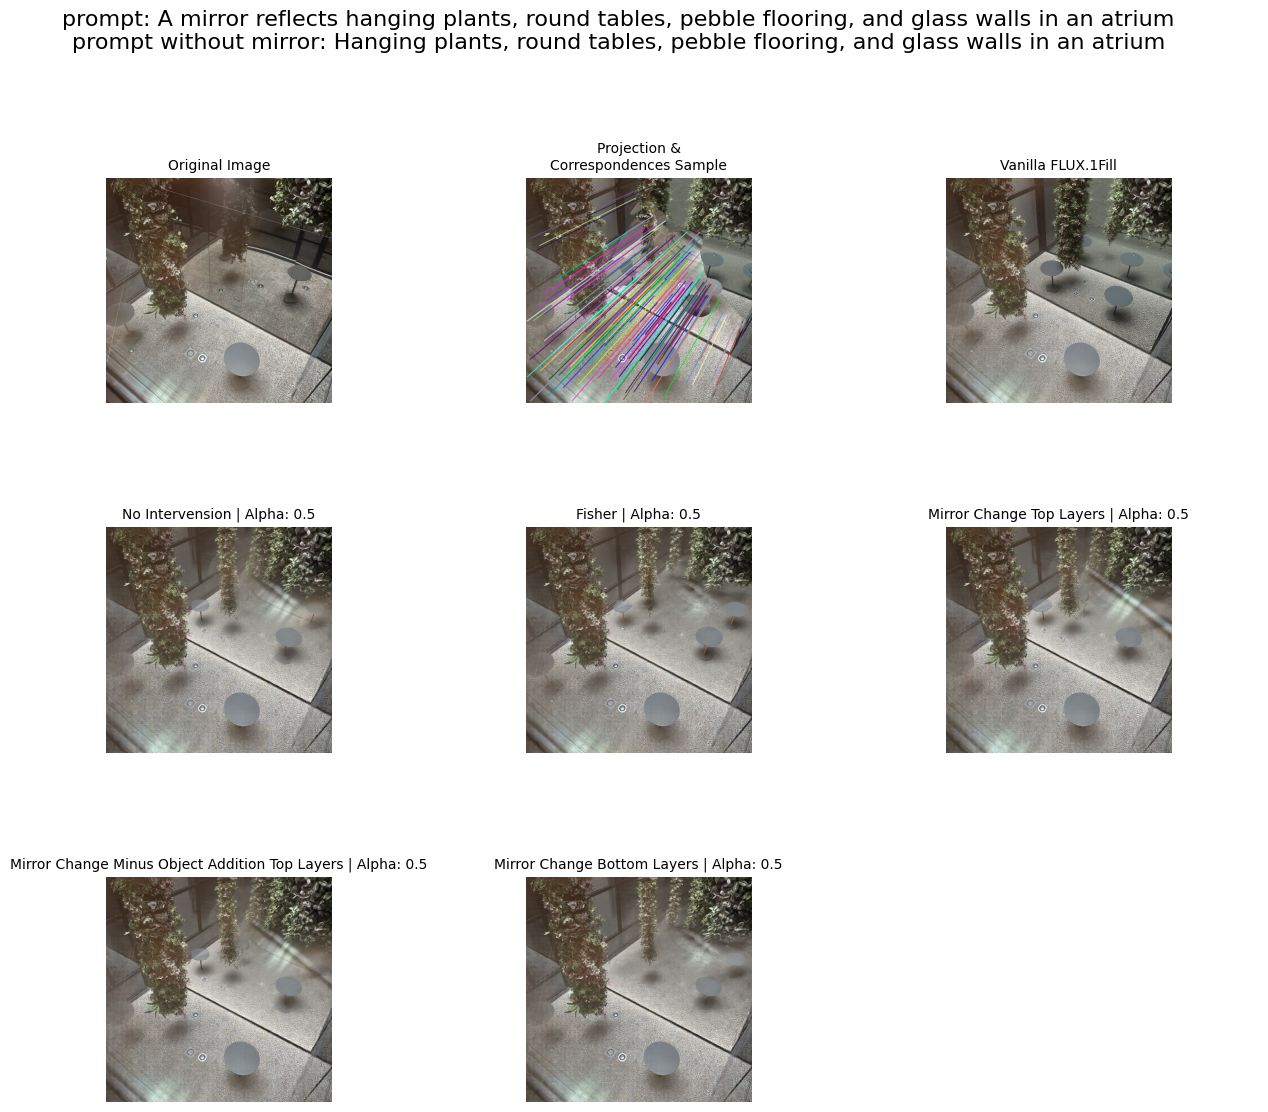 prompt: A mirror reflects hanging plants, round tables, pebble flooring, and glass walls in an atrium
prompt without mirror: Hanging plants, round tables, pebble flooring, and glass walls in an atrium
Original Image
Projection &
Correspondences Sample
Vanilla FLUX.1Fill
No Intervension | Alpha: 0.5
Fisher | Alpha: 0.5
Mirror Change Top Layers | Alpha: 0.5
Mirror Change Minus Object Addition Top Layers | Alpha: 0.5
Mirror Change Bottom Layers | Alpha: 0.5